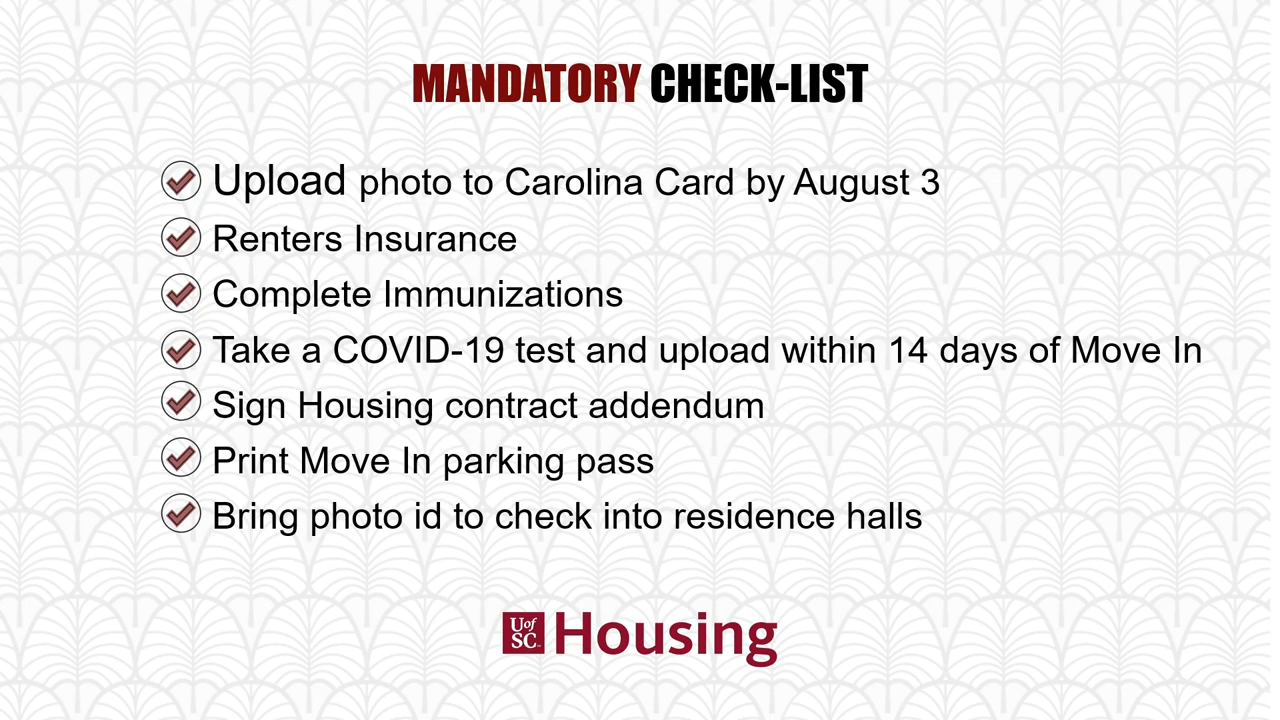 MANDATORY CHECK-LIST
Upload photo to Carolina Card by August 3
Renters Insurance
Complete Immunizations
Take a COVID-19 test and upload within 14 days of Move In
Sign Housing contract addendum
Print Move In parking pass
Bring photo id to check into residence halls
U of SC Housing